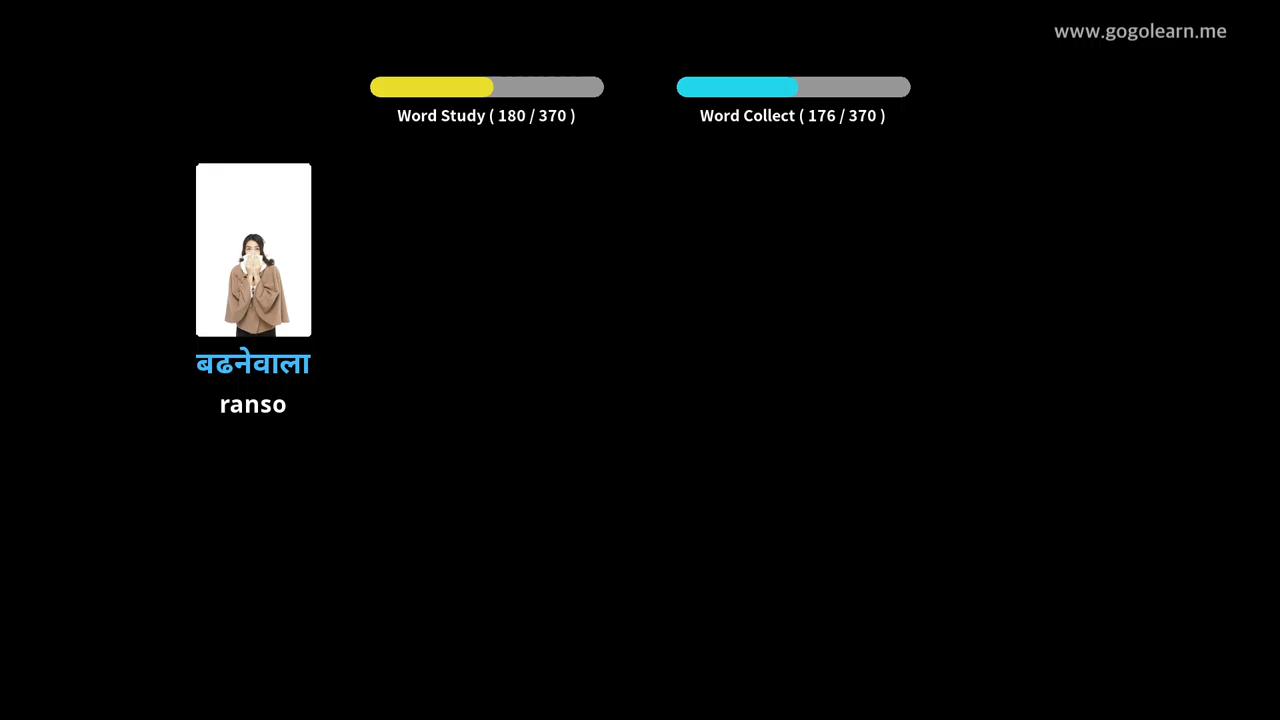 www.gogolearn.me
Word Study ( 180 / 370 )
Word Collect ( 176 / 370 )
बढनेवाला
ranso